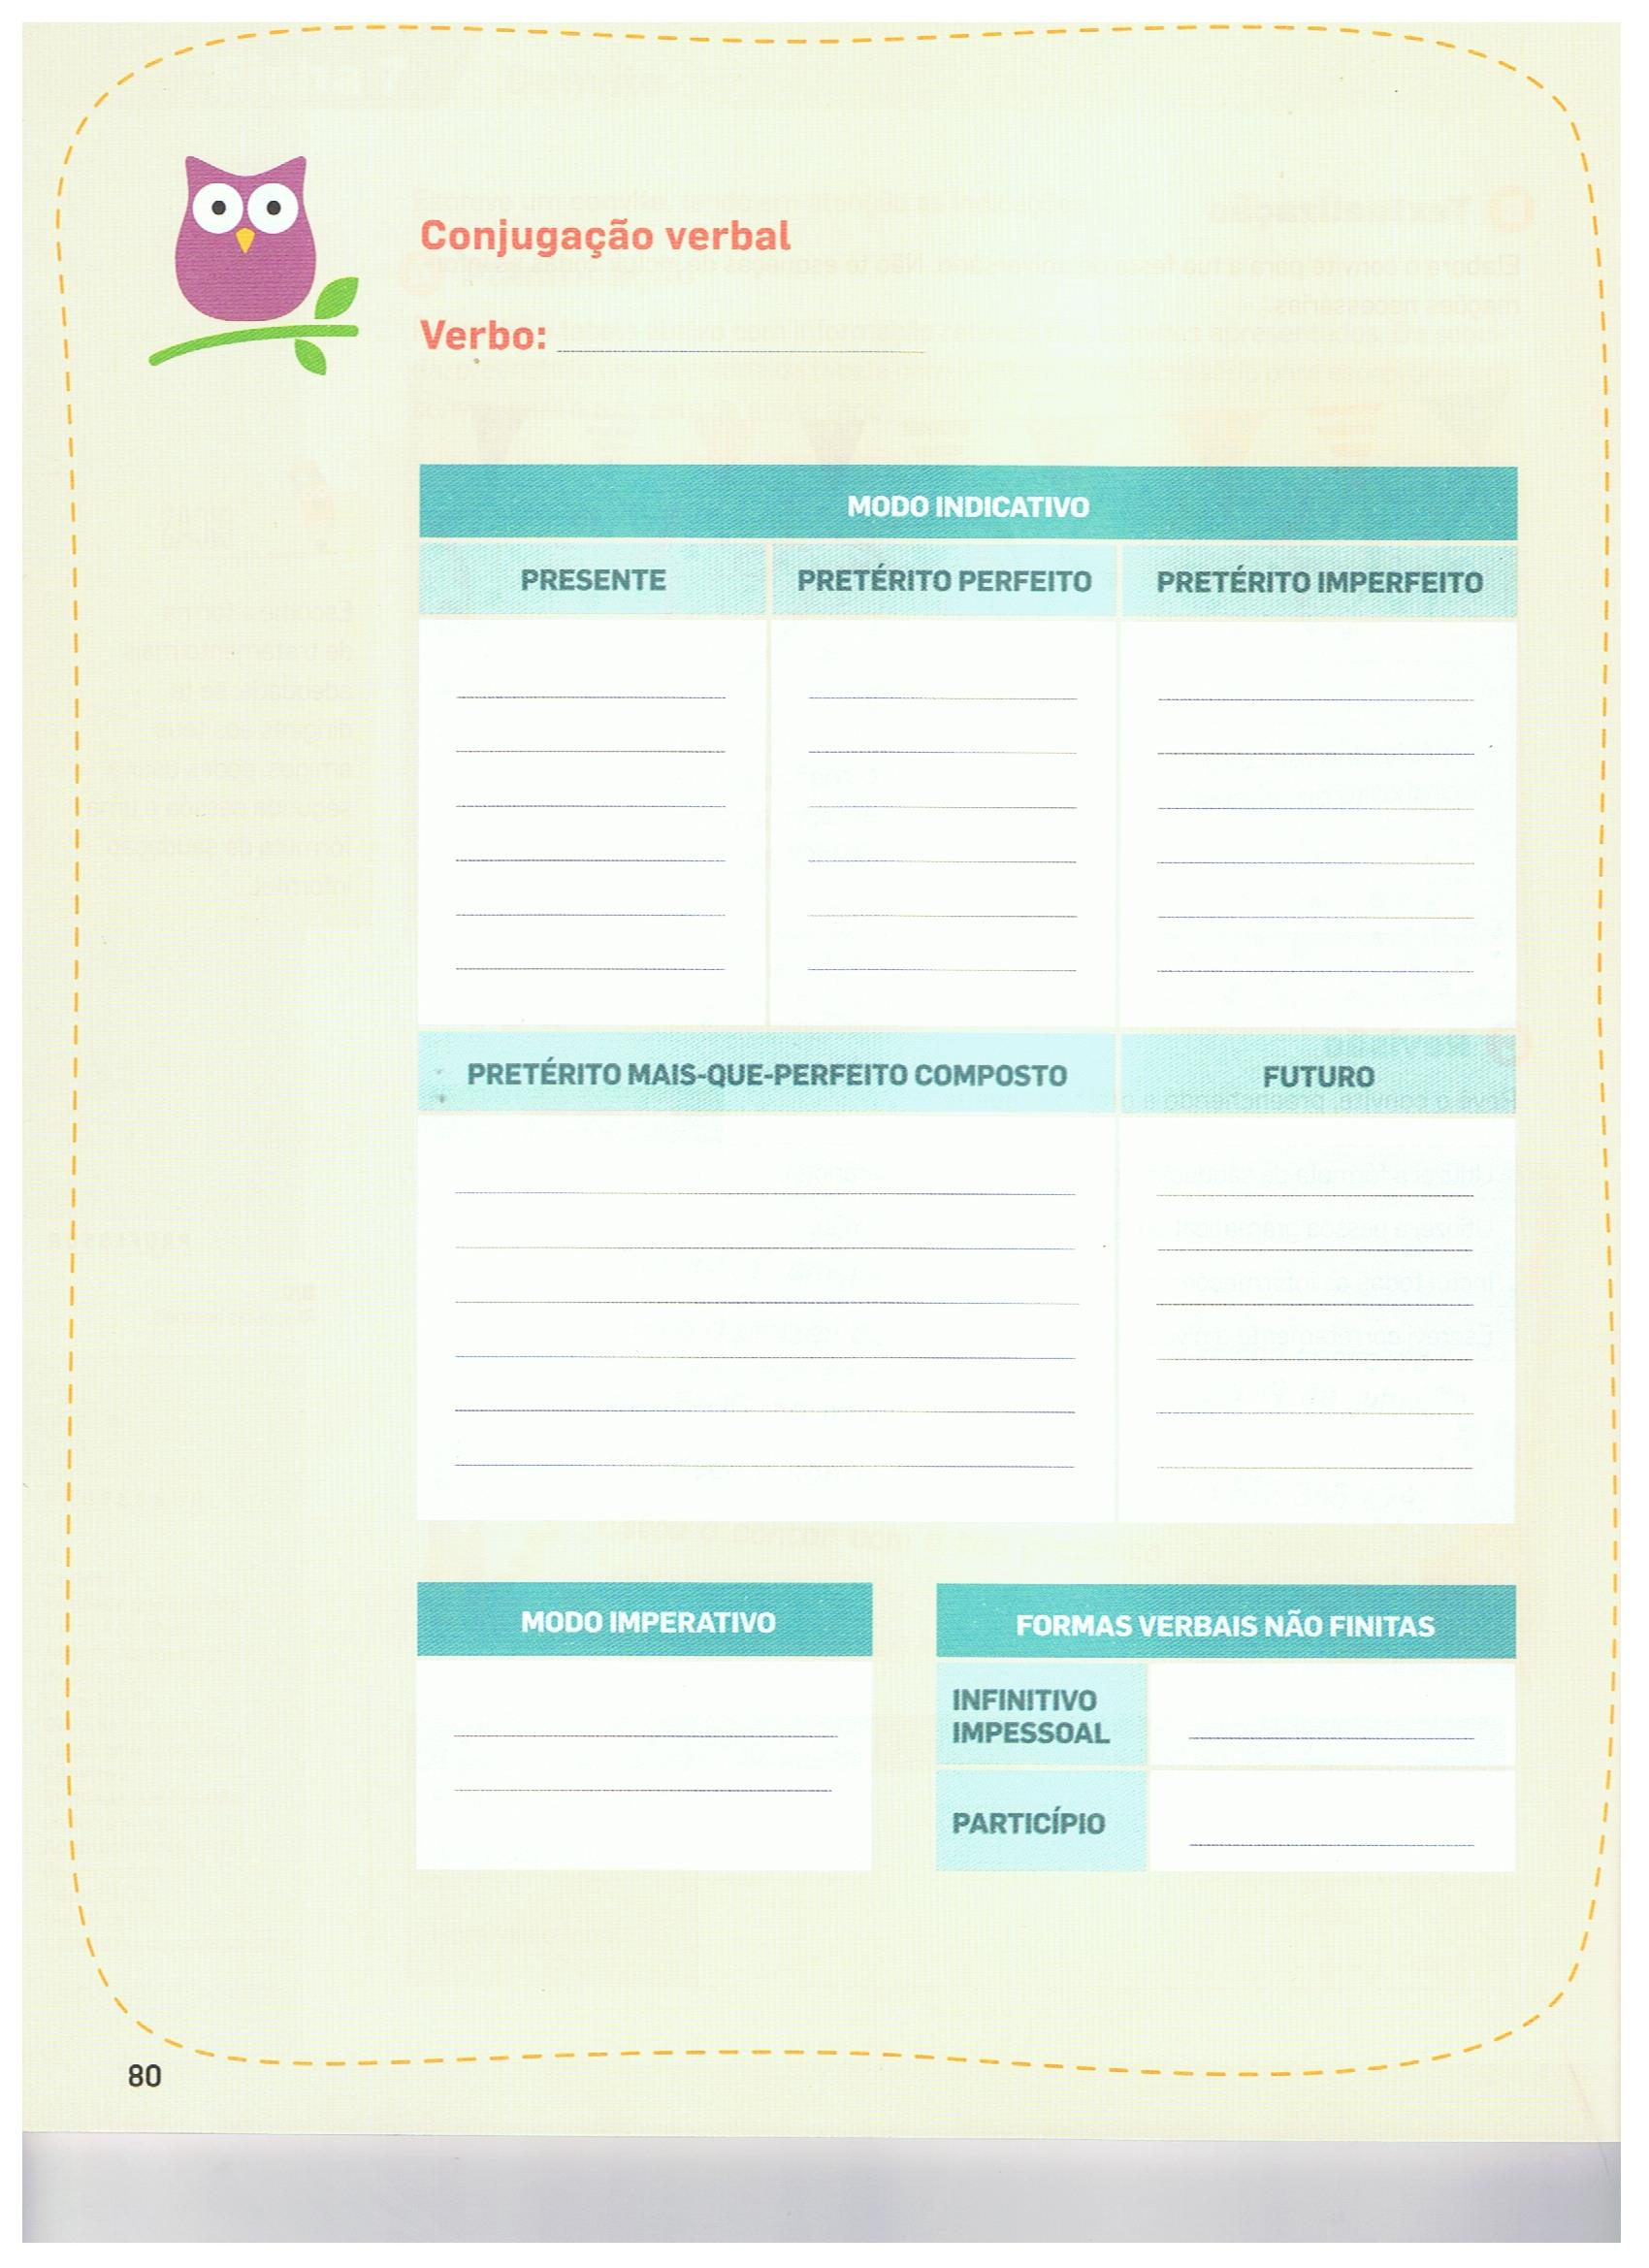 Conjugação verbal
Verbo:
MODO INDICATIVO
PRESENTE
PRETÉRITO PERFEITO
PRETÉRITO IMPERFEITO
PRETÉRITO MAIS-QUE-PERFEITO COMPOSTO
FUTURO
MODO IMPERATIVO
FORMAS VERBAIS NÃO FINITAS
INFINITIVO
IMPESSOAL
PARTICÍPIO
80